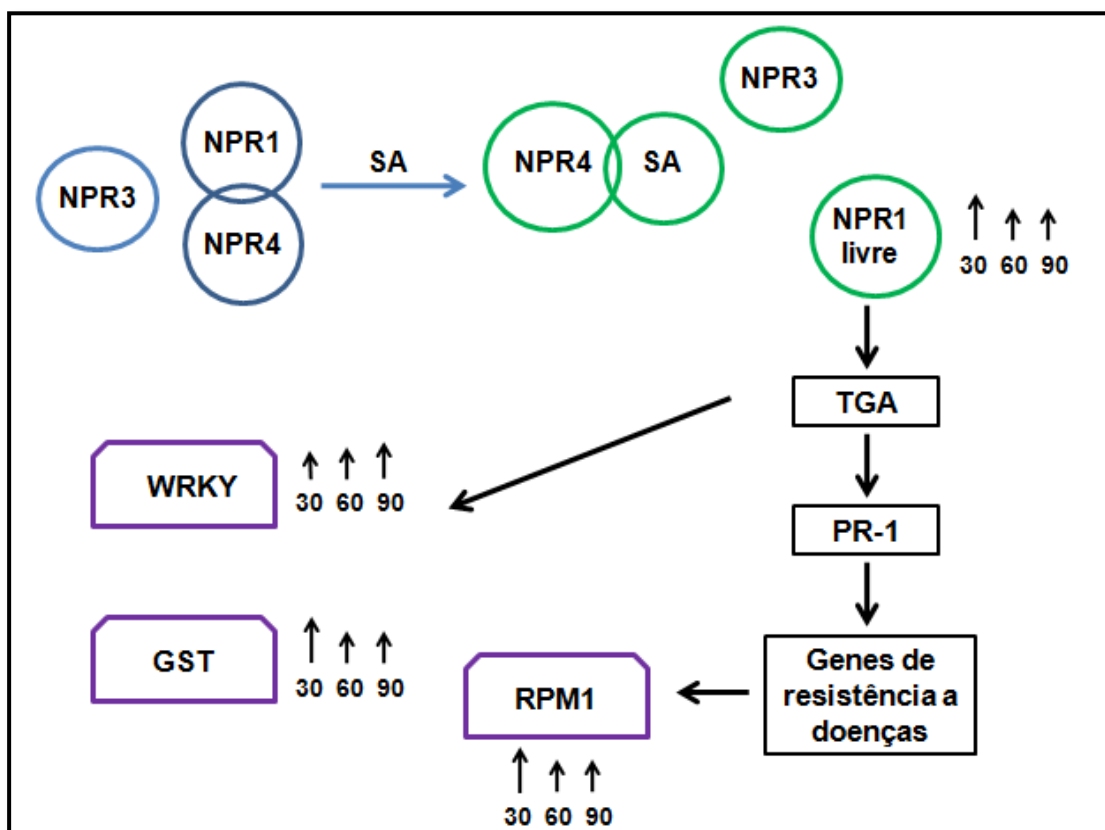 NPR3
NPR1
NPR4
SA
NPR4
SA
NPR3
NPR1
livre
30 60 90
TGA
WRKY
30 60 90
PR-1
GST
30 60 90
RPM1
30 60 90
Genes de
resistência a
doenças